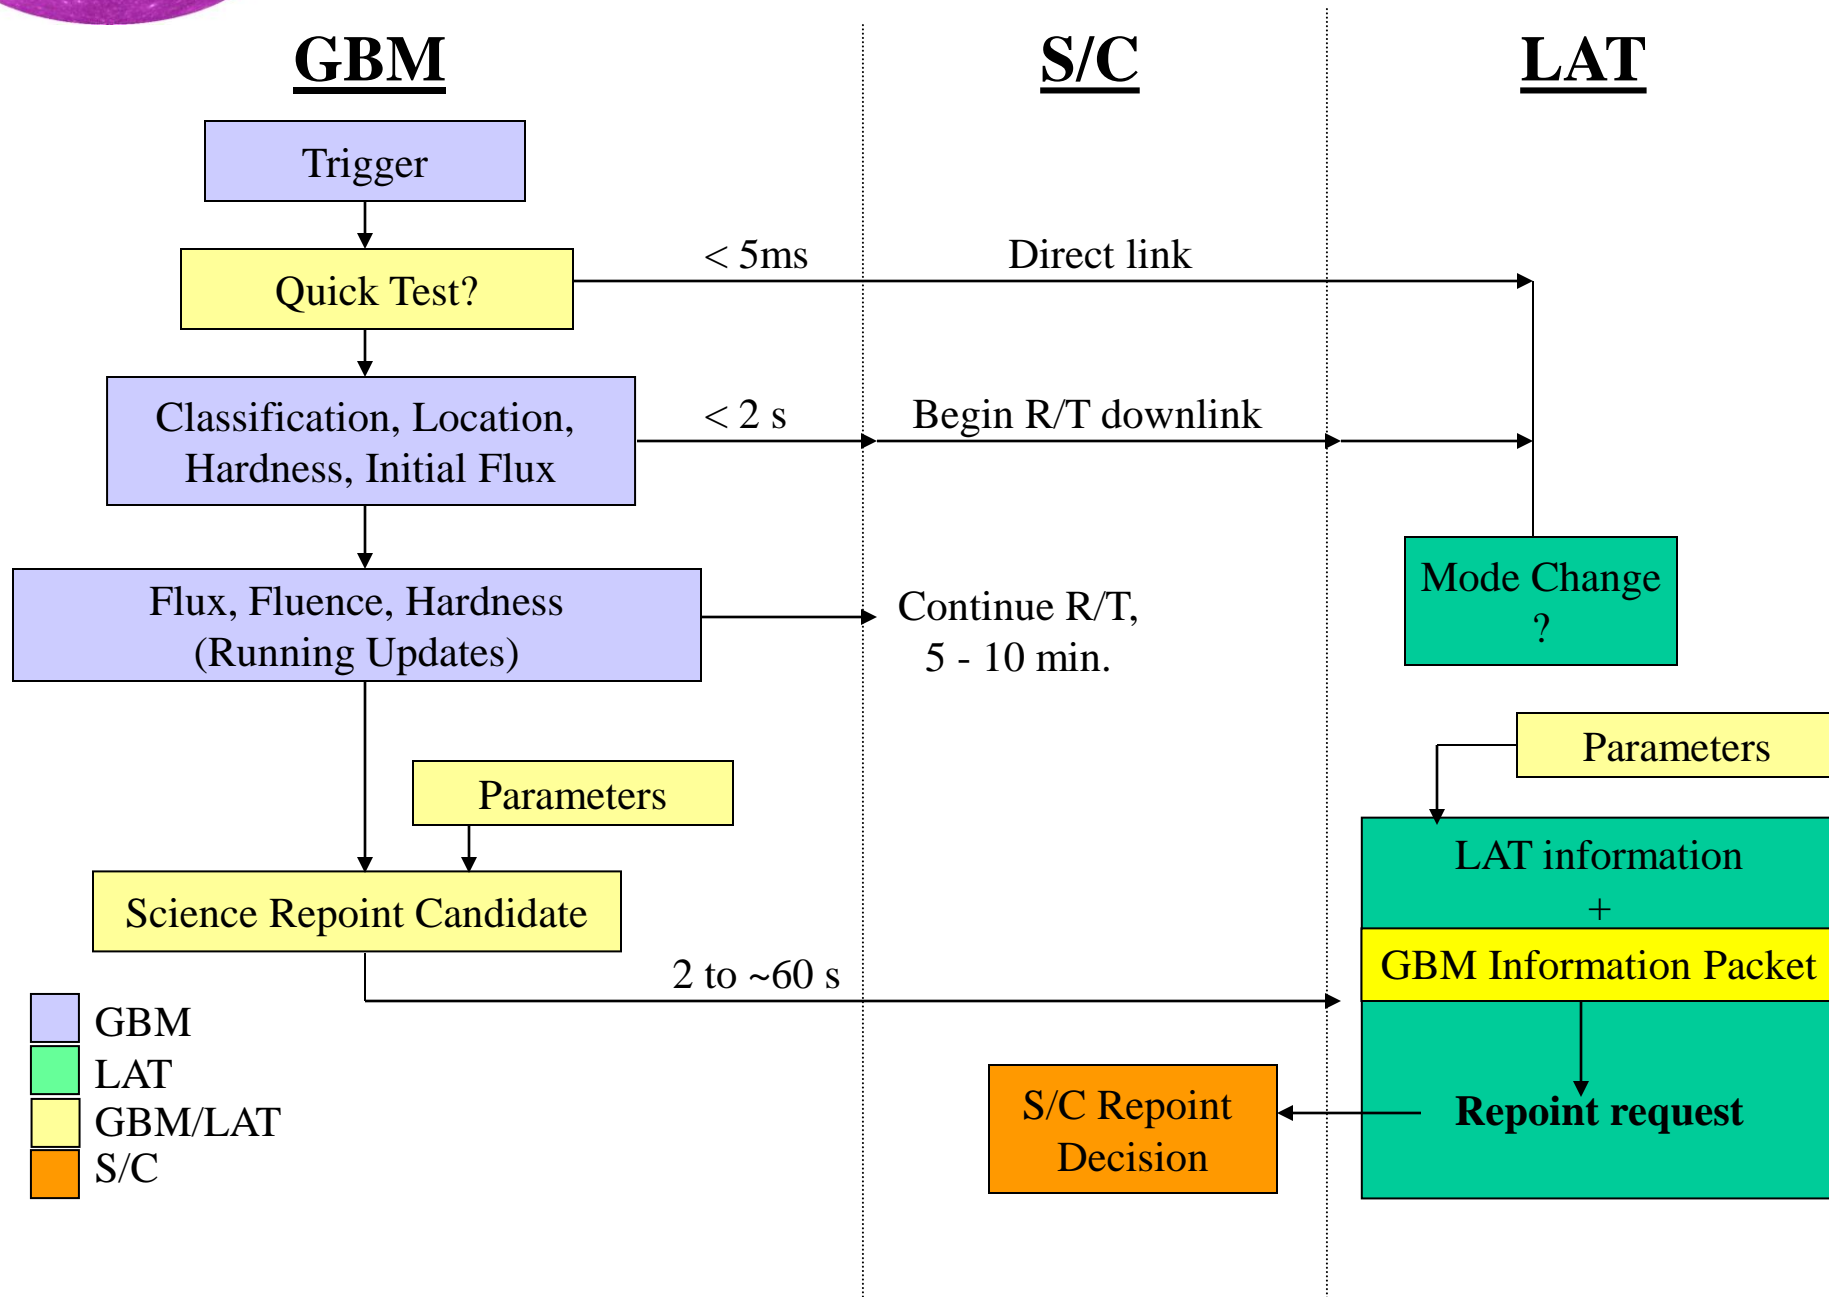 GBM
S/C
LAT
Trigger
< 5ms
Direct link
Quick Test?
Classification, Location,
Hardness, Initial Flux
< 2 s
Begin R/T downlink
Mode Change
?
Flux, Fluence, Hardness
(Running Updates)
Continue R/T,
5 - 10 min.
Parameters
Parameters
LAT information
+
GBM Information Packet
Science Repoint Candidate
2 to ~60 s
Repoint request
S/C Repoint
Decision
GBM
LAT
GBM/LAT
S/C